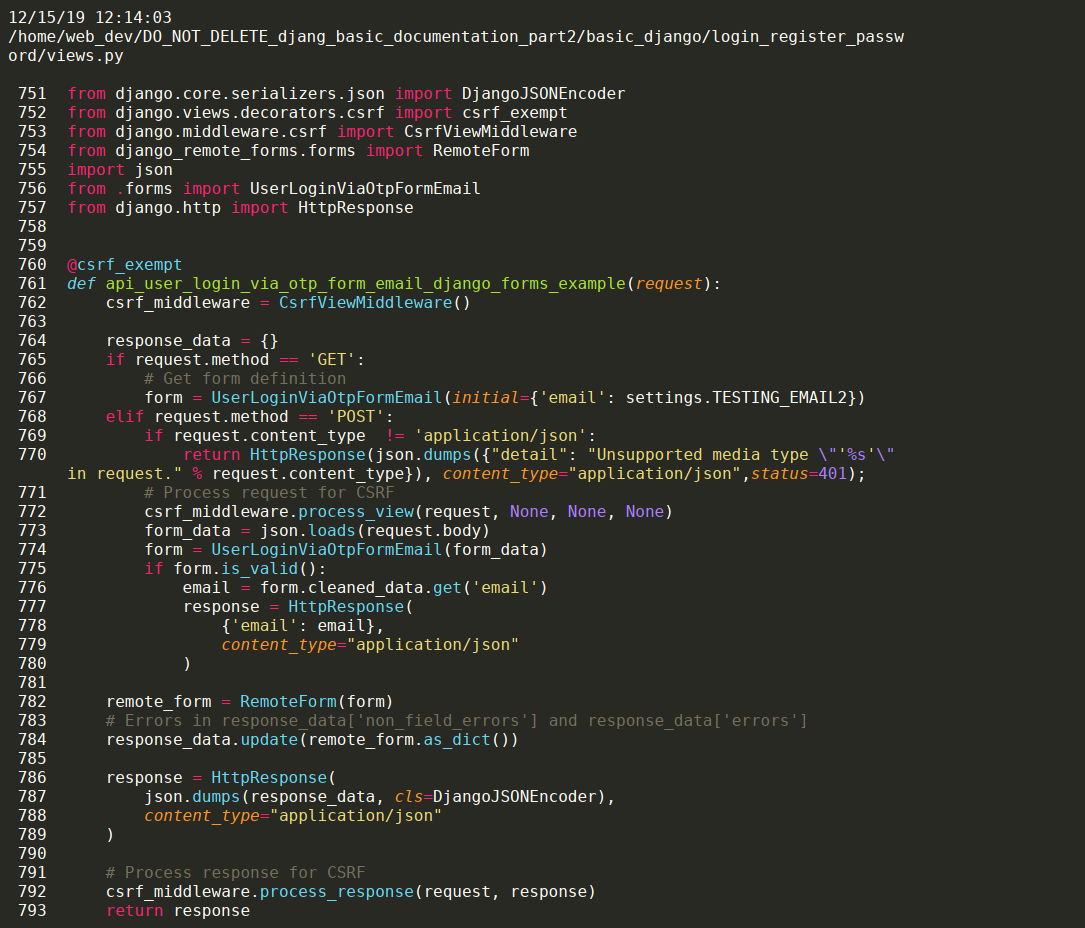 12/15/19 12:14:03
/home/web_dev/DO_NOT_DELETE_djang_basic_documentation_part2/basic_django/login_register_passw
ord/views.py
751 from django.core.serializers.json import DjangoJSONEncoder
752 from django.views.decorators.csrf import csrf_exempt
753 from django.middleware.csrf import CsrfViewMiddleware
754 from django_remote_forms.forms import RemoteForm
755 import json
756 from .forms import UserLoginViaOtpFormEmail
757 from django.http import HttpResponse
758
759
760 @csrf_exempt
761 def api_user_login_via_otp_form_email_django_forms_example(request):
762     csrf_middleware = CsrfViewMiddleware()
763
764     response_data = {}
765     if request.method == 'GET':
766         # Get form definition
767         form = UserLoginViaOtpFormEmail(initial={'email': settings.TESTING_EMAIL2})
768     elif request.method == 'POST':
769         if request.content_type  != 'application/json':
770             return HttpResponse(json.dumps({"detail": "Unsupported media type \"'%s'\"
in request." % request.content_type}), content_type="application/json",status=401);
771         # Process request for CSRF
772         csrf_middleware.process_view(request, None, None, None)
773         form_data = json.loads(request.body)
774         form = UserLoginViaOtpFormEmail(form_data)
775         if form.is_valid():
776             email = form.cleaned_data.get('email')
777             response = HttpResponse(
778                 {'email': email},
779                 content_type="application/json"
780             )
781
782     remote_form = RemoteForm(form)
783     # Errors in response_data['non_field_errors'] and response_data['errors']
784     response_data.update(remote_form.as_dict())
785
786     response = HttpResponse(
787         json.dumps(response_data, cls=DjangoJSONEncoder),
788         content_type="application/json"
789     )
790
791     # Process response for CSRF
792     csrf_middleware.process_response(request, response)
793     return response